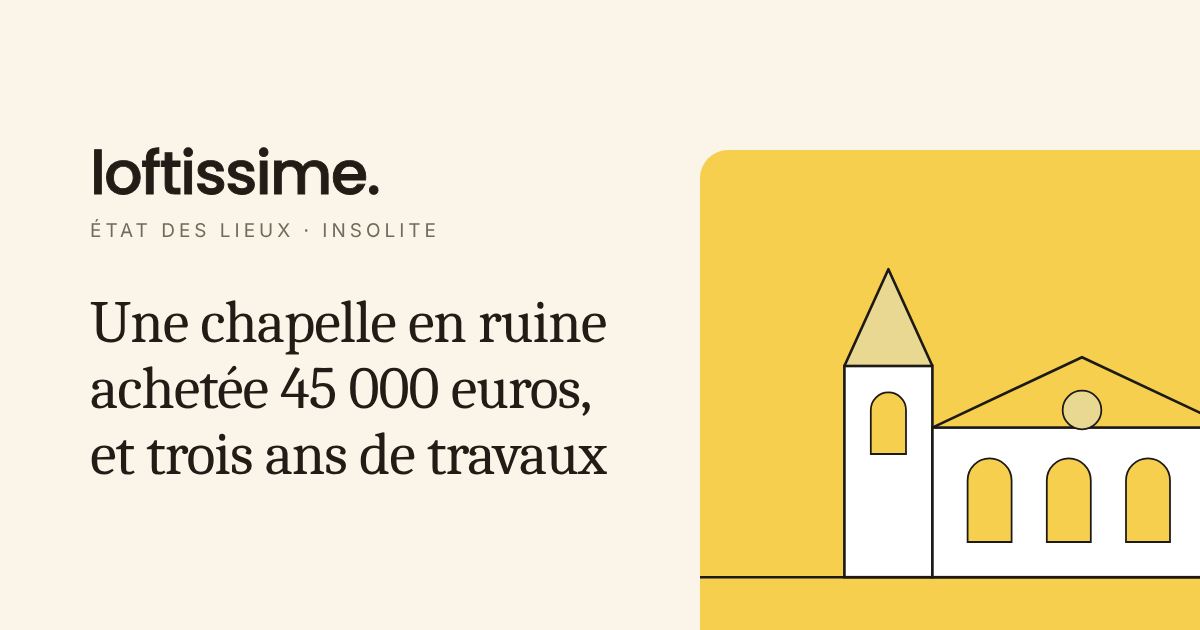 loftissime.
ÉTAT DES LIEUX · INSOLITE
Une chapelle en ruine
achetée 45 000 euros,
et trois ans de travaux